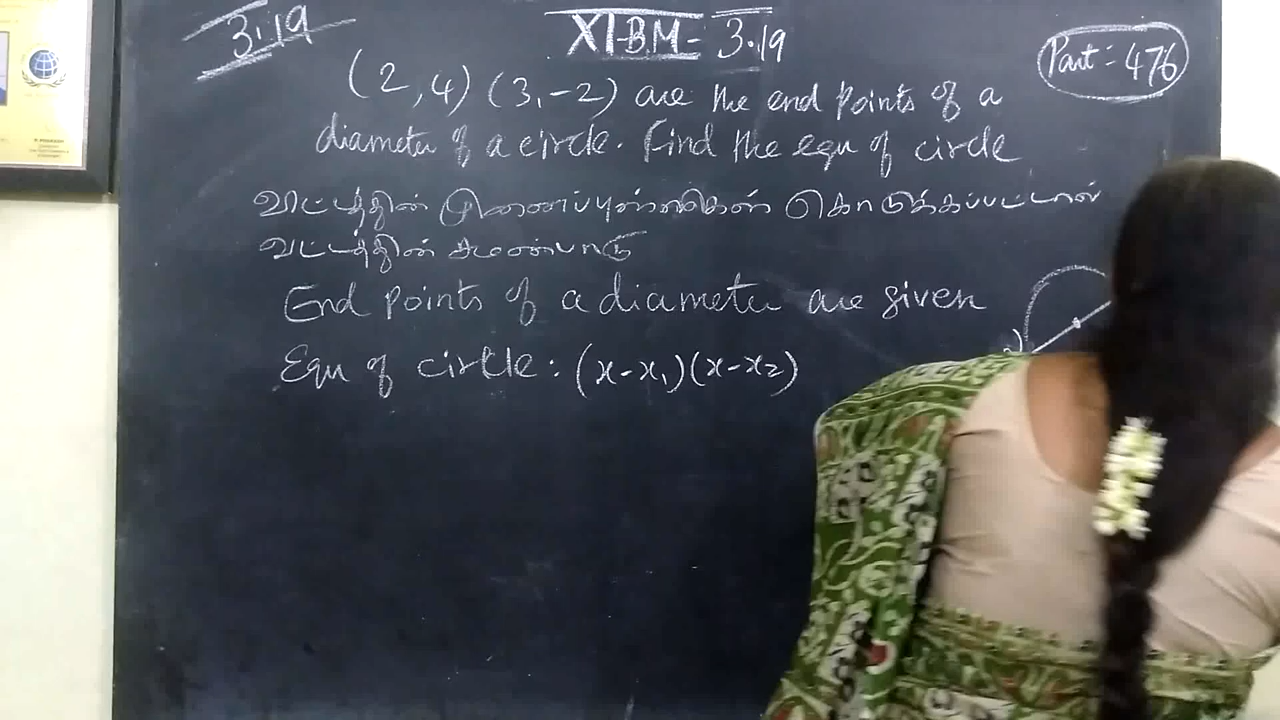 3.19
XI-BM- 3.19
Part:- 476
(2,4) (3,-2) are the end points of a
diameter of a circle. Find the equ of circle
விட்டத்தின் முனைப்புள்ளிகள் கொடுக்கப்பட்டால்
வட்டத்தின் சமன்பாடு
End points of a diameter are given
Equ of circle: (x-x₁)(x-x₂)